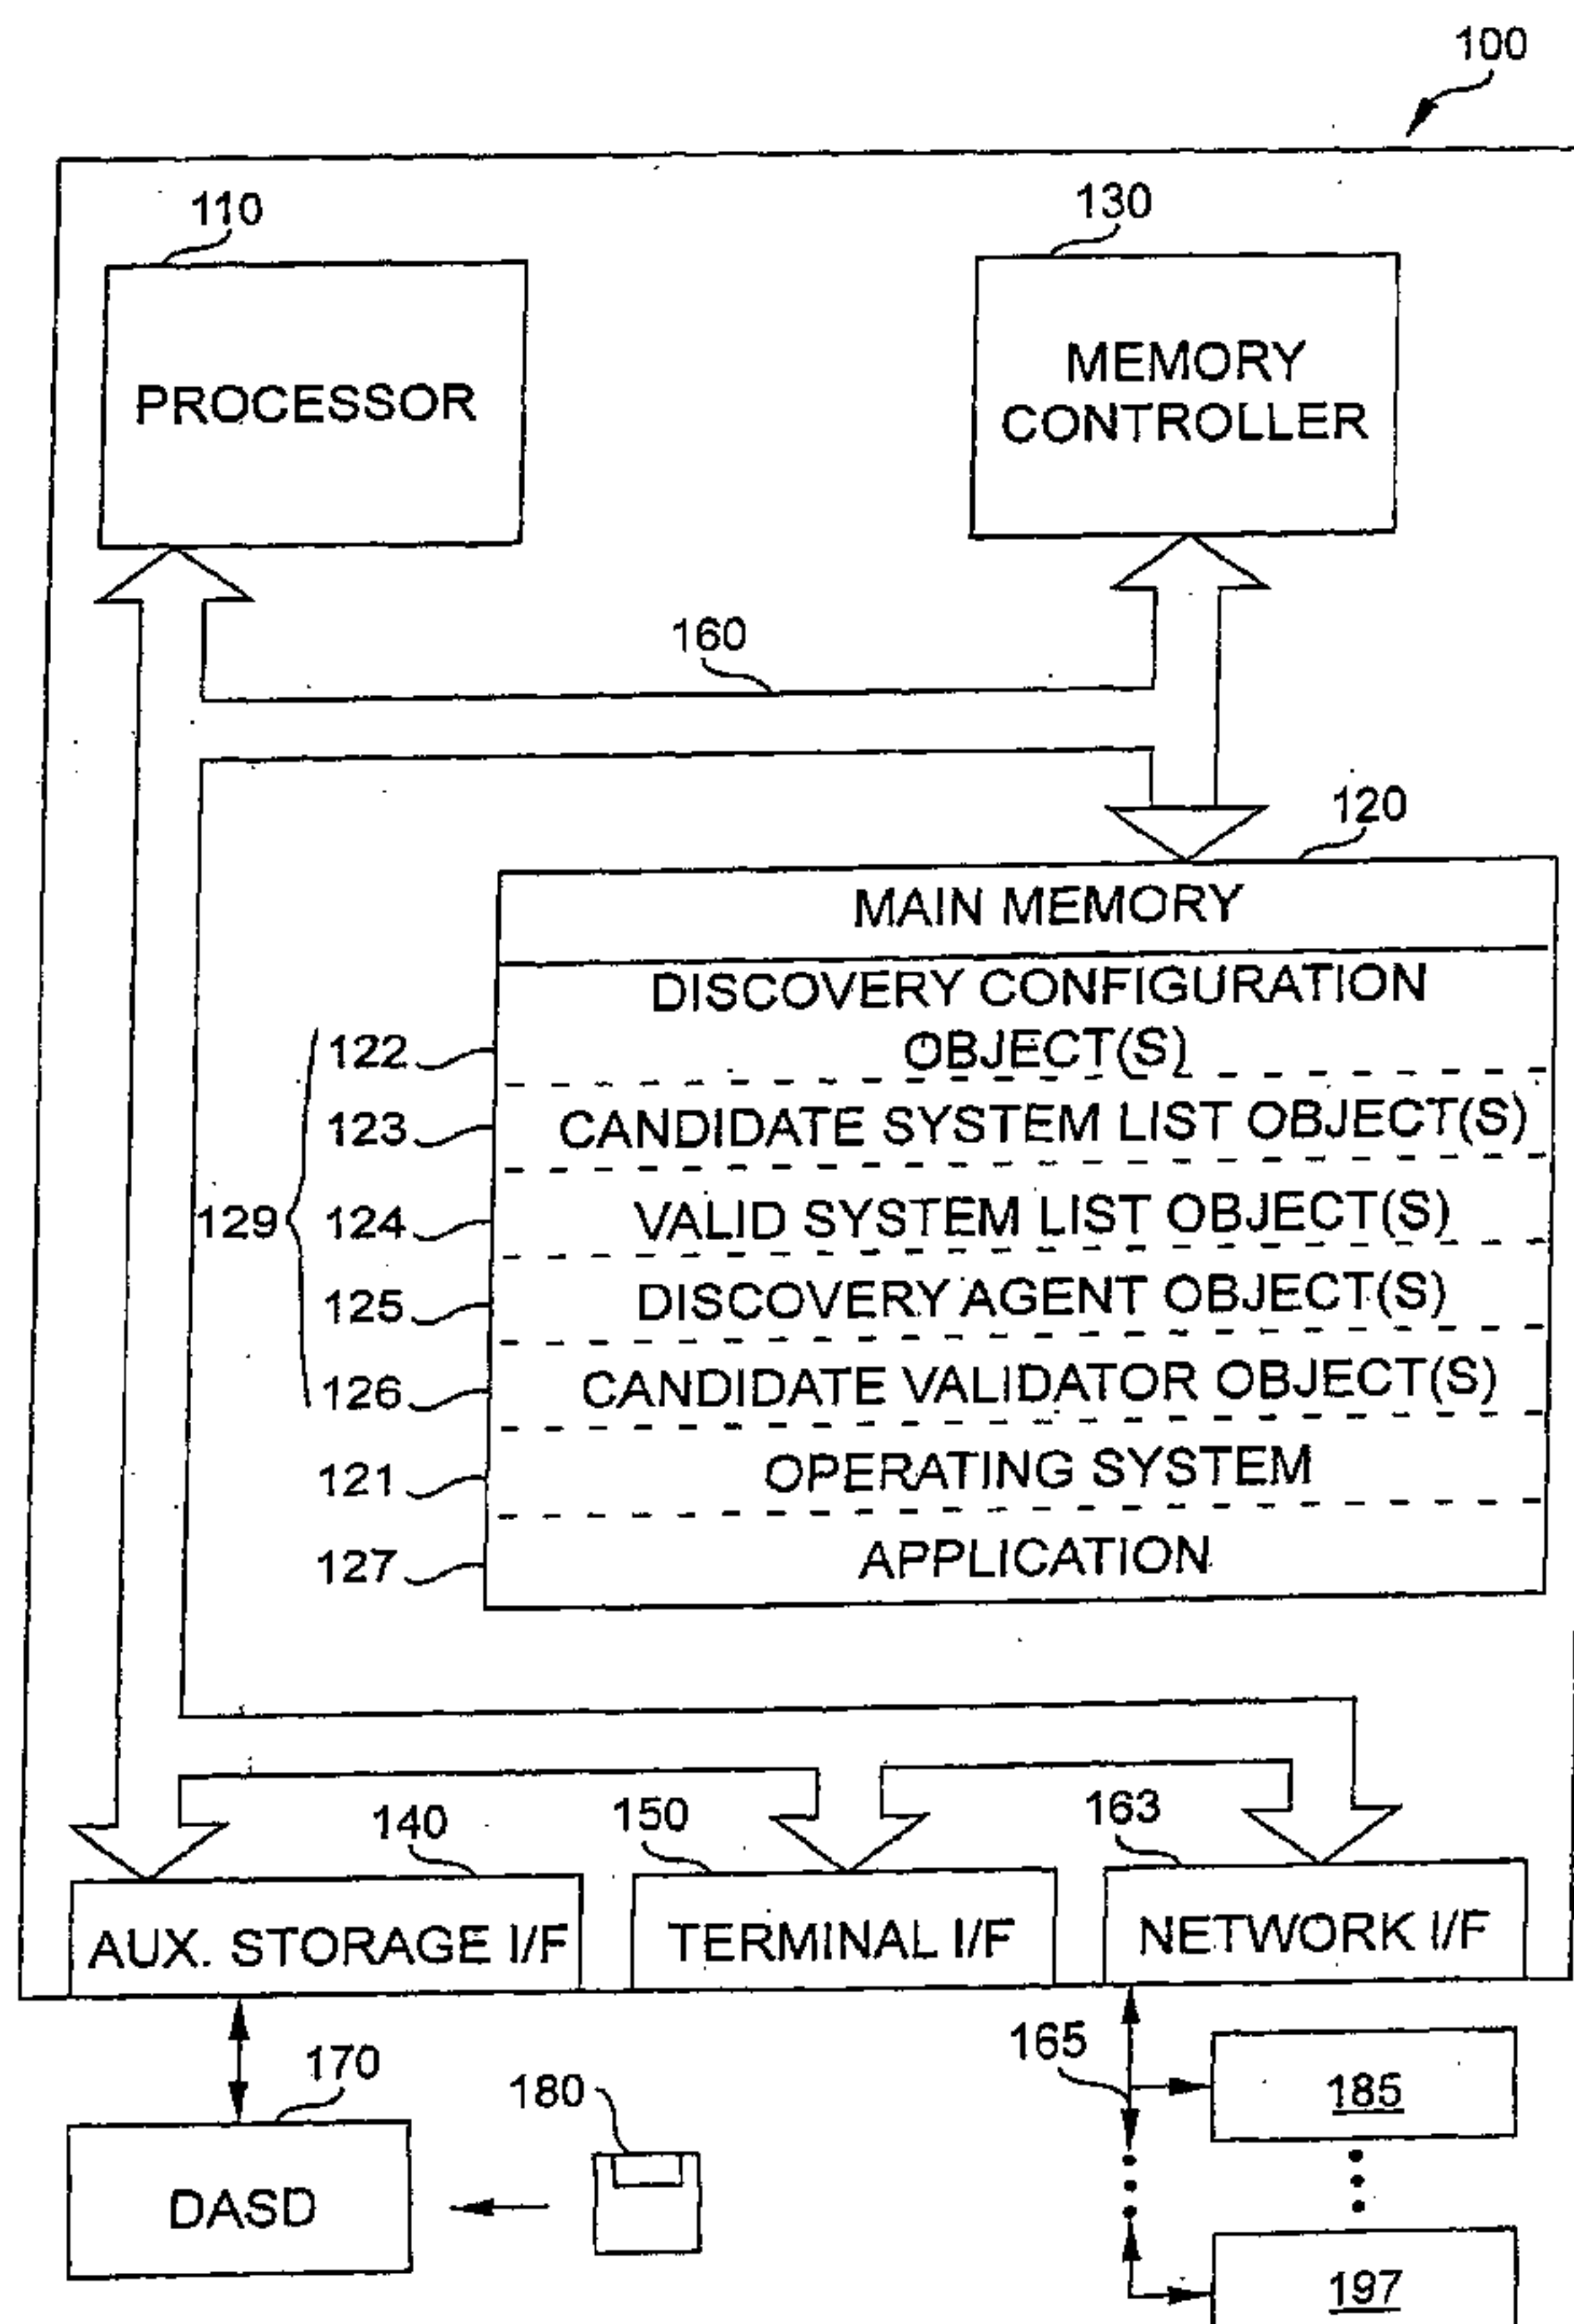 100
110
130
PROCESSOR
MEMORY
CONTROLLER
160
120
MAIN MEMORY
DISCOVERY CONFIGURATION
122 OBJECT(S)
123 CANDIDATE SYSTEM LIST OBJECT(S)
129 124 VALID SYSTEM LIST OBJECT(S)
125 DISCOVERY AGENT OBJECT(S)
126 CANDIDATE VALIDATOR OBJECT(S)
121 OPERATING SYSTEM
127 APPLICATION
140 150 163
AUX. STORAGE I/F TERMINAL I/F NETWORK I/F
165
170
180
185
DASD
197